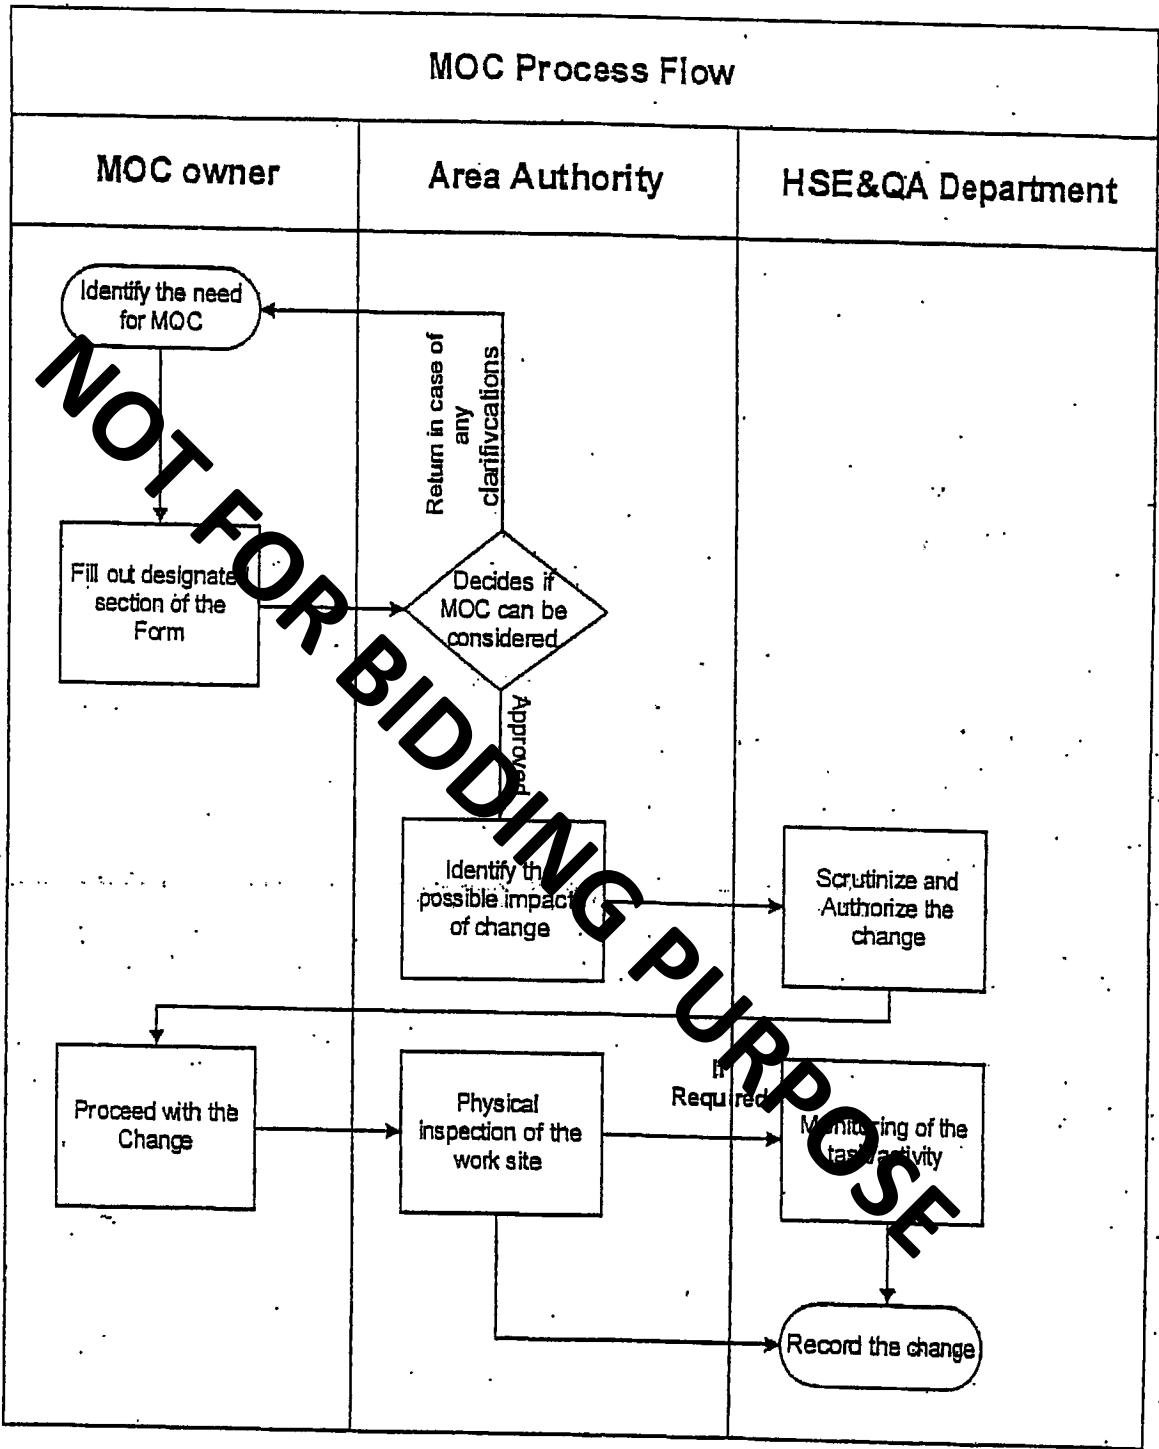 MOC Process Flow
MOC owner
Area Authority
HSE&QA Department
Identify the need
for MOC
Return in case of
any
clarifivcations
Fill out designated
section of the
Form
Decides if
MOC can be
considered
Approved
Identify the
possible impact
of change
Scrutinize and
Authorize the
change
Proceed with the
Change
Physical
inspection of the
work site
If
Required
Monitoring of the
task/activity
Record the change
NOT FOR BIDDING PURPOSE